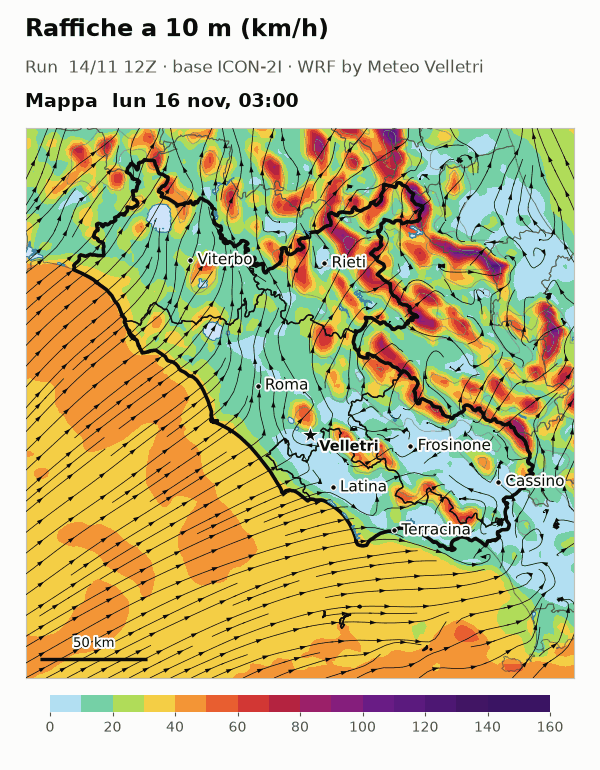 Raffiche a 10 m (km/h)
Run 14/11 12Z · base ICON-2I · WRF by Meteo Velletri
Mappa lun 16 nov, 03:00
Viterbo
Rieti
Roma
Velletri
Frosinone
Cassino
Latina
Terracina
50 km
0 20 40 60 80 100 120 140 160